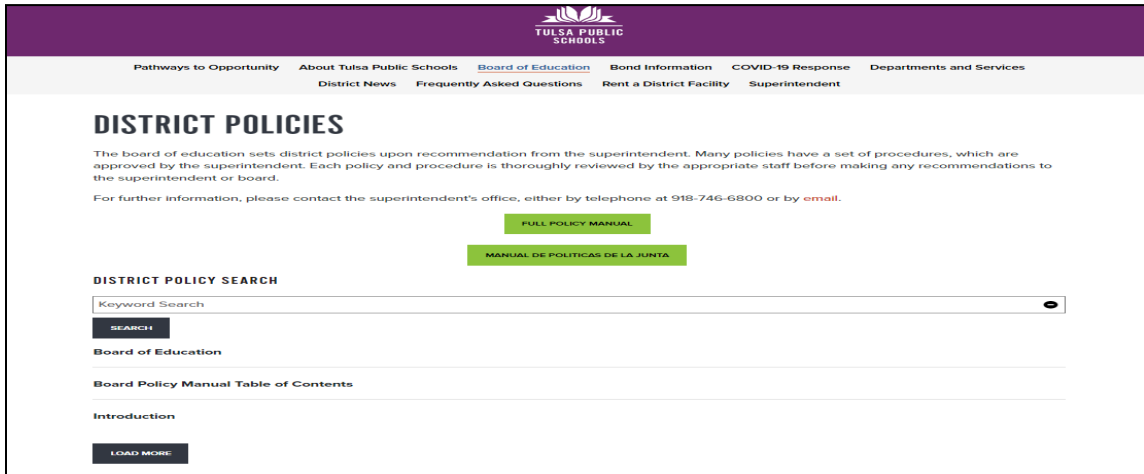 TULSA PUBLIC
SCHOOLS
Pathways to Opportunity About Tulsa Public Schools Board of Education Bond Information COVID-19 Response Departments and Services
District News Frequently Asked Questions Rent a District Facility Superintendent
DISTRICT POLICIES
The board of education sets district policies upon recommendation from the superintendent. Many policies have a set of procedures, which are
approved by the superintendent. Each policy and procedure is thoroughly reviewed by the appropriate staff before making any recommendations to
the superintendent or board.
For further information, please contact the superintendent's office, either by telephone at 918-746-6800 or by email.
FULL POLICY MANUAL
MANUAL DE POLITICAS DE LA JUNTA
DISTRICT POLICY SEARCH
Keyword Search
SEARCH
Board of Education
Board Policy Manual Table of Contents
Introduction
LOAD MORE